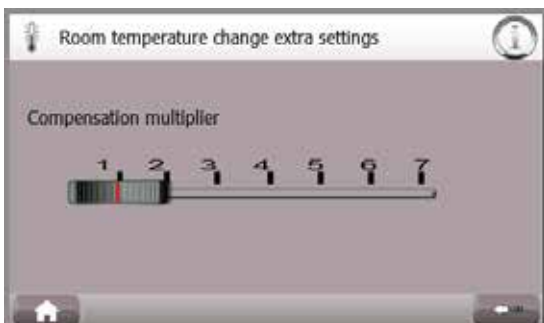 Room temperature change extra settings
Compensation multiplier
1 2 3 4 5 6 7